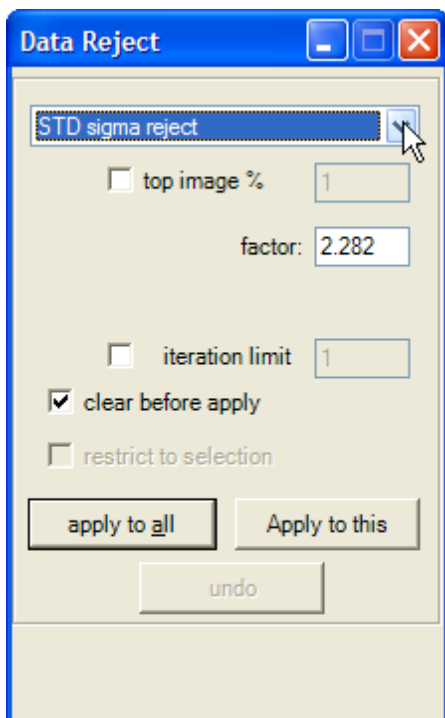 Data Reject
STD sigma reject
top image % 1
factor: 2.282
iteration limit 1
clear before apply
restrict to selection
apply to all Apply to this
undo